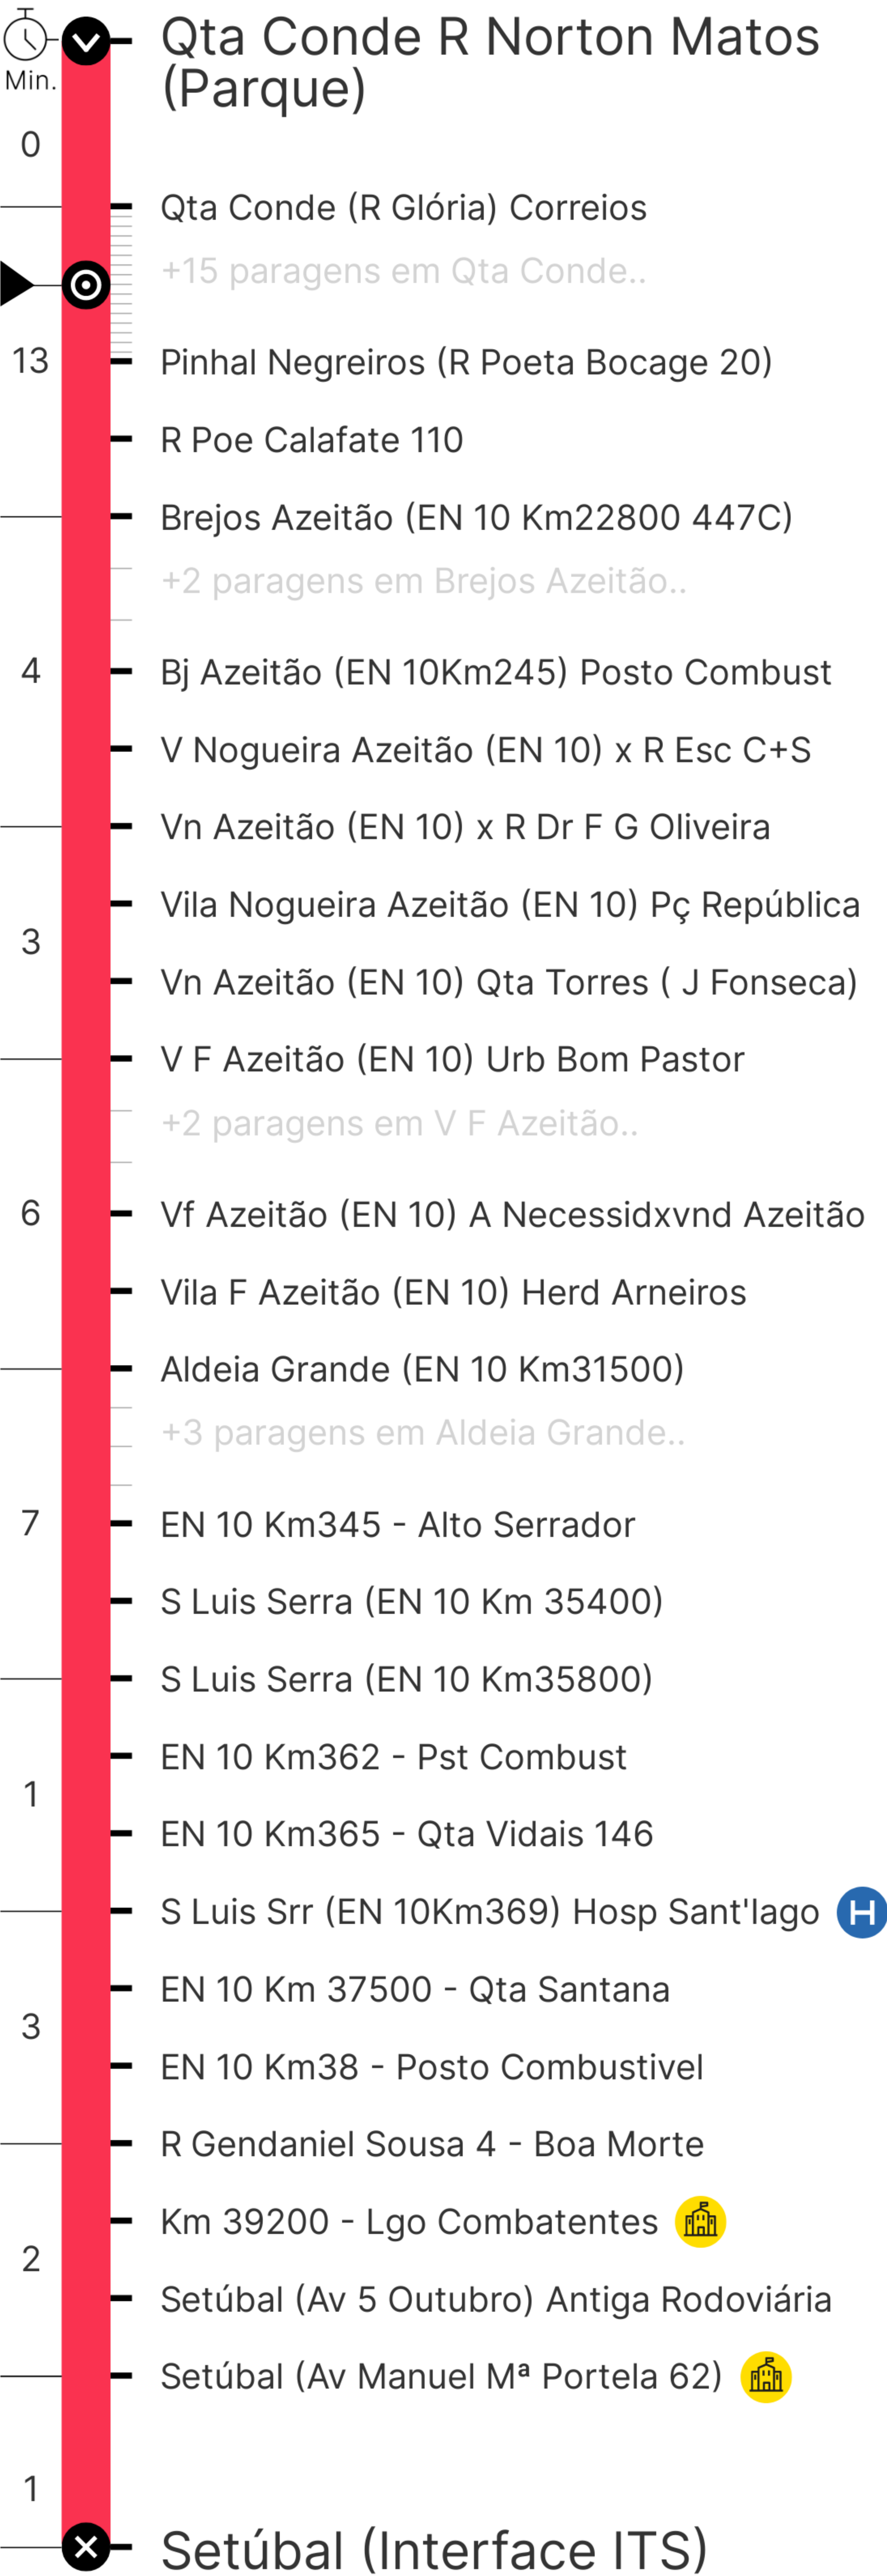 Qta Conde R Norton Matos
(Parque)
Min.
0
Qta Conde (R Glória) Correios
+15 paragens em Qta Conde..
13
Pinhal Negreiros (R Poeta Bocage 20)
R Poe Calafate 110
Brejos Azeitão (EN 10 Km22800 447C)
+2 paragens em Brejos Azeitão..
4
Bj Azeitão (EN 10Km245) Posto Combust
V Nogueira Azeitão (EN 10) x R Esc C+S
Vn Azeitão (EN 10) x R Dr F G Oliveira
Vila Nogueira Azeitão (EN 10) Pç República
3
Vn Azeitão (EN 10) Qta Torres ( J Fonseca)
V F Azeitão (EN 10) Urb Bom Pastor
+2 paragens em V F Azeitão..
6
Vf Azeitão (EN 10) A Necessidxvnd Azeitão
Vila F Azeitão (EN 10) Herd Arneiros
Aldeia Grande (EN 10 Km31500)
+3 paragens em Aldeia Grande..
7
EN 10 Km345 - Alto Serrador
S Luis Serra (EN 10 Km 35400)
S Luis Serra (EN 10 Km35800)
EN 10 Km362 - Pst Combust
1
EN 10 Km365 - Qta Vidais 146
S Luis Srr (EN 10Km369) Hosp Sant'Iago H
EN 10 Km 37500 - Qta Santana
3
EN 10 Km38 - Posto Combustivel
R Gendaniel Sousa 4 - Boa Morte
Km 39200 - Lgo Combatentes
2
Setúbal (Av 5 Outubro) Antiga Rodoviária
Setúbal (Av Manuel Mª Portela 62)
1
Setúbal (Interface ITS)